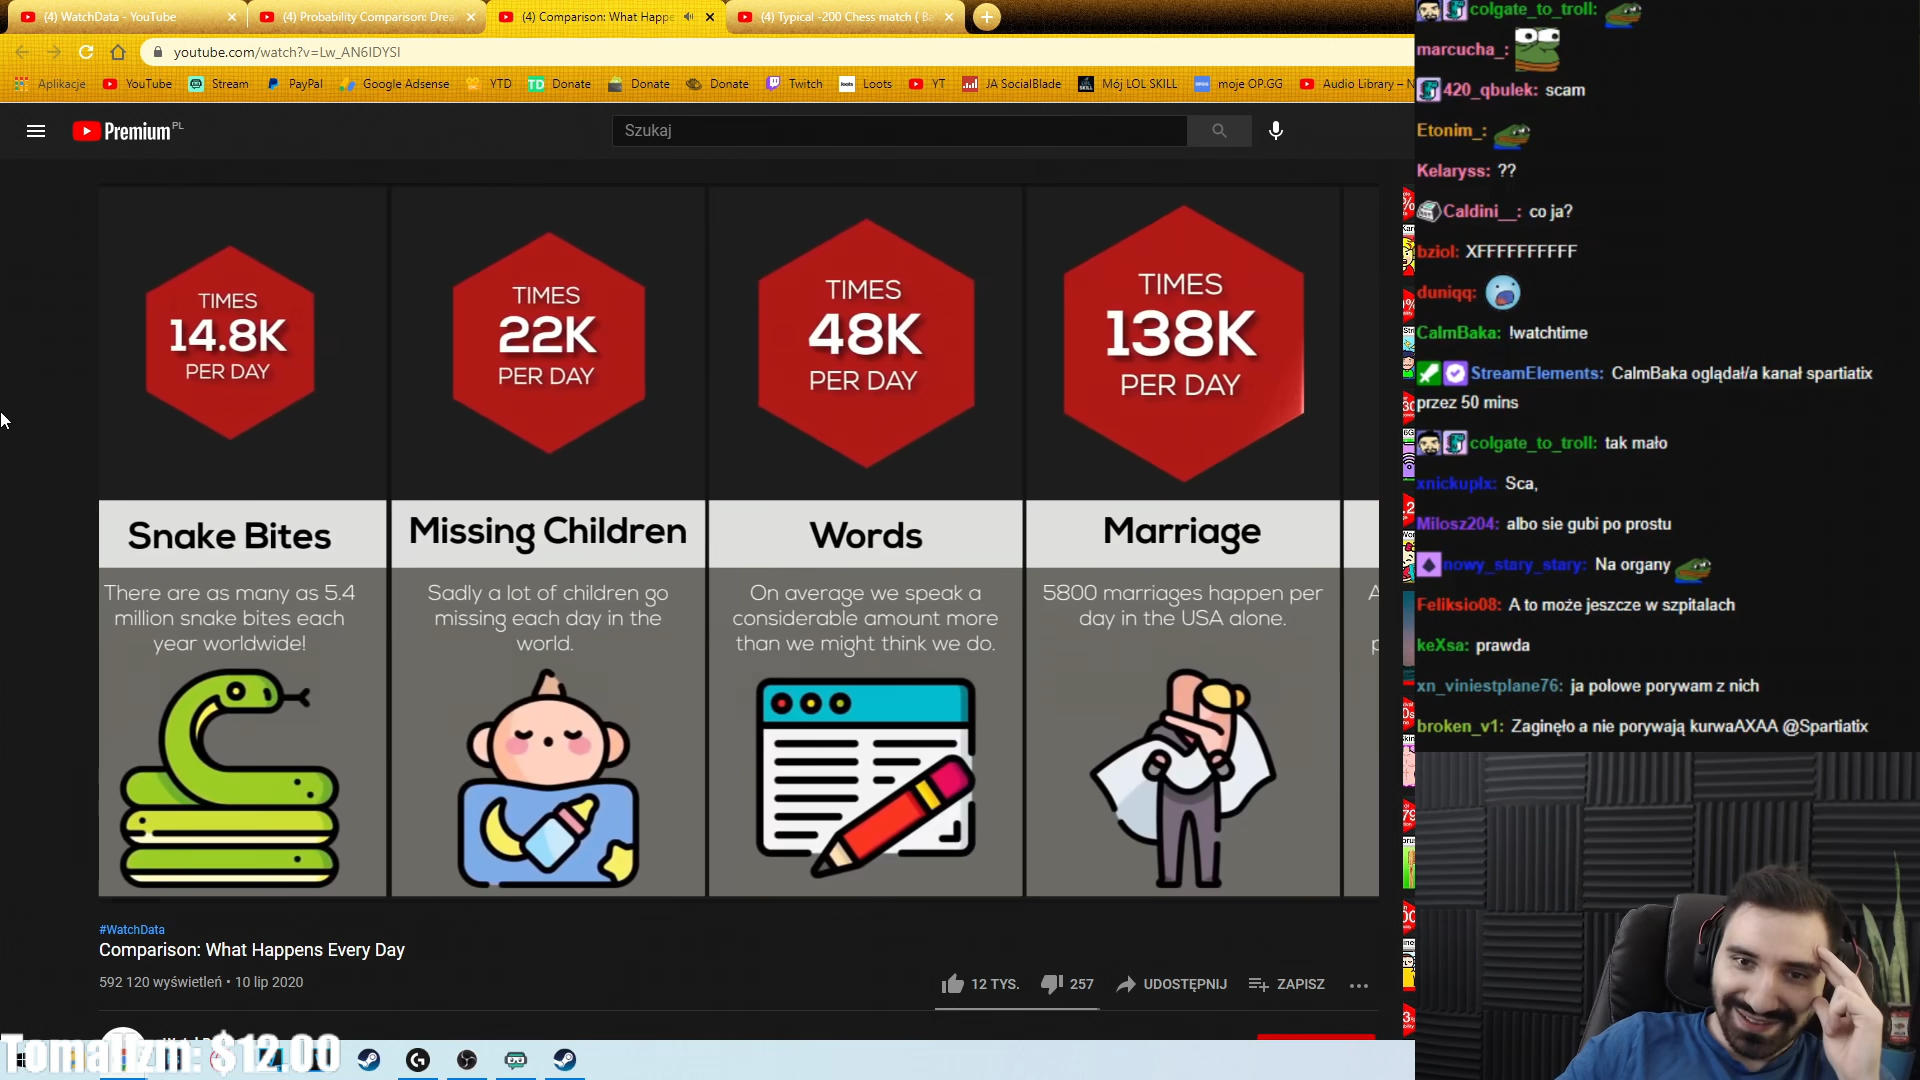 (4) WatchData - YouTube
(4) Probability Comparison: Drea
(4) Comparison: What Happe
(4) Typical -200 Chess match ( Ba
youtube.com/watch?v=Lw_AN6IDYSI
Aplikacje YouTube Stream PayPal Google Adsense YTD TD Donate Donate Donate Twitch loots Loots YT JA SocialBlade Mój LOL SKILL moje OP.GG Audio Library – N
Premium PL
Szukaj
TIMES
14.8K
PER DAY
TIMES
22K
PER DAY
TIMES
48K
PER DAY
TIMES
138K
PER DAY
Snake Bites
Missing Children
Words
Marriage
There are as many as 5.4
million snake bites each
year worldwide!
Sadly a lot of children go
missing each day in the
world.
On average we speak a
considerable amount more
than we might think we do.
5800 marriages happen per
day in the USA alone.
#WatchData
Comparison: What Happens Every Day
592 120 wyświetleń • 10 lip 2020
12 TYS. 257 UDOSTĘPNIJ ZAPISZ
$12.00
colgate_to_troll:
marcucha_:
420_qbulek: scam
Etonim_:
Kelaryss: ??
Caldini__: co ja?
bziol: XFFFFFFFFFF
duniqq:
CalmBaka: !watchtime
StreamElements: CalmBaka oglądał/a kanał spartiatix
przez 50 mins
colgate_to_troll: tak mało
xnickuplx: Sca,
Milosz204: albo sie gubi po prostu
nowy_stary_stary: Na organy
Feliksio08: A to może jeszcze w szpitalach
keXsa: prawda
xn_viniestplane76: ja polowe porywam z nich
broken_v1: Zaginęło a nie porywają kurwaAXAA @Spartiatix